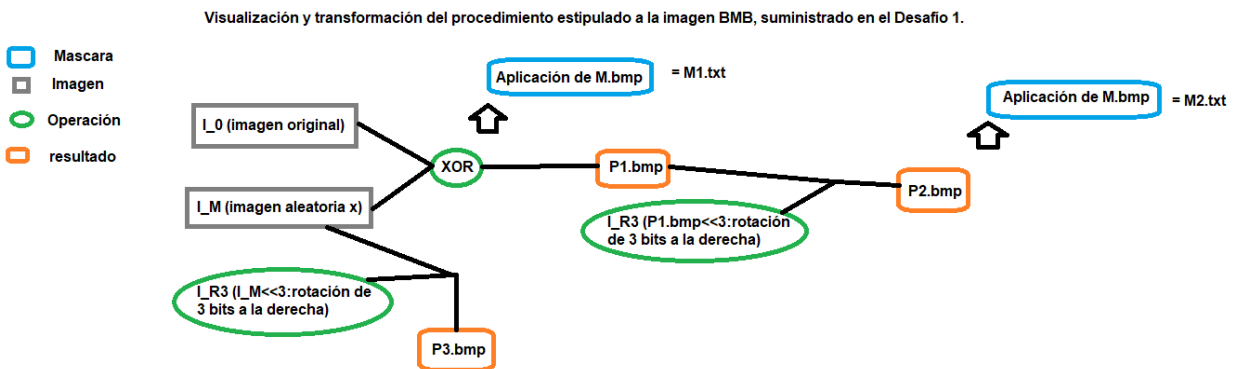 Visualización y transformación del procedimiento estipulado a la imagen BMB, suministrado en el Desafio 1.
Mascara
Imagen
Operación
resultado
Aplicación de M.bmp
= M1.txt
Aplicación de M.bmp
= M2.txt
I_0 (imagen original)
XOR
P1.bmp
P2.bmp
I_M (imagen aleatoria x)
I_R3 (P1.bmp<<3:rotación
de 3 bits a la derecha)
I_R3 (I_M<<3:rotación de
3 bits a la derecha)
P3.bmp